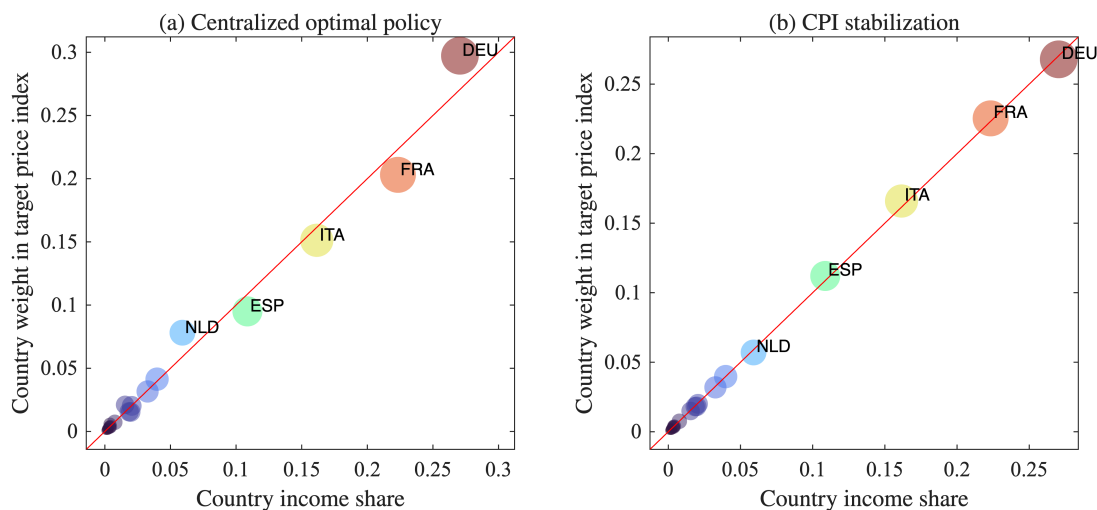 (a) Centralized optimal policy
Country weight in target price index
0.3
0.25
0.2
0.15
0.1
0.05
0
DEU
FRA
ITA
ESP
NLD
0
0.05
0.1
0.15
0.2
0.25
0.3
Country income share
(b) CPI stabilization
Country weight in target price index
0.25
0.2
0.15
0.1
0.05
0
DEU
FRA
ITA
ESP
NLD
0
0.05
0.1
0.15
0.2
0.25
Country income share